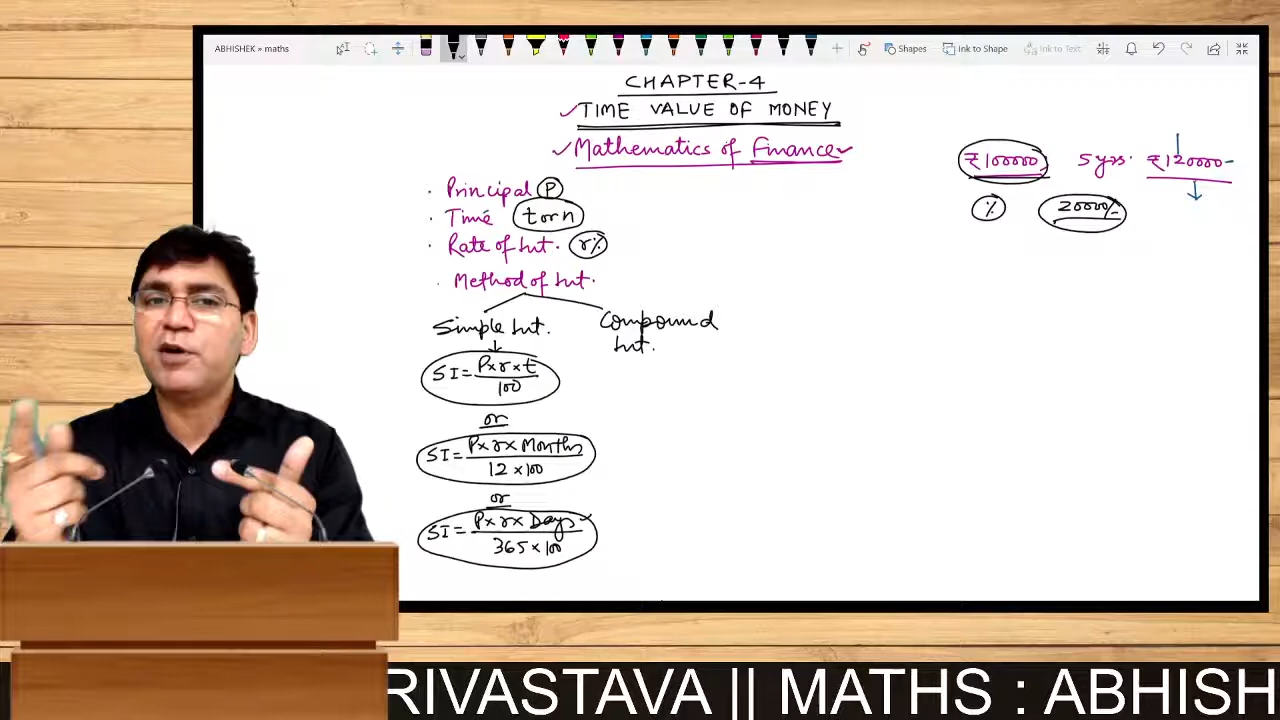 ABHISHEK » maths
Shapes
Ink to Shape
Ink to Text
CHAPTER-4
TIME VALUE OF MONEY
Mathematics of Finance
₹100000 5 yrs. ₹120000
% 20000/-
· Principal P
· Time t or n
· Rate of Int. r%
· Method of Int.
Simple Int.
Compound
Int.
SI = P×r×t
100
or
SI = P×r×Months
12×100
or
SI = P×r×Days
365×100
RIVASTAVA || MATHS : ABHISH